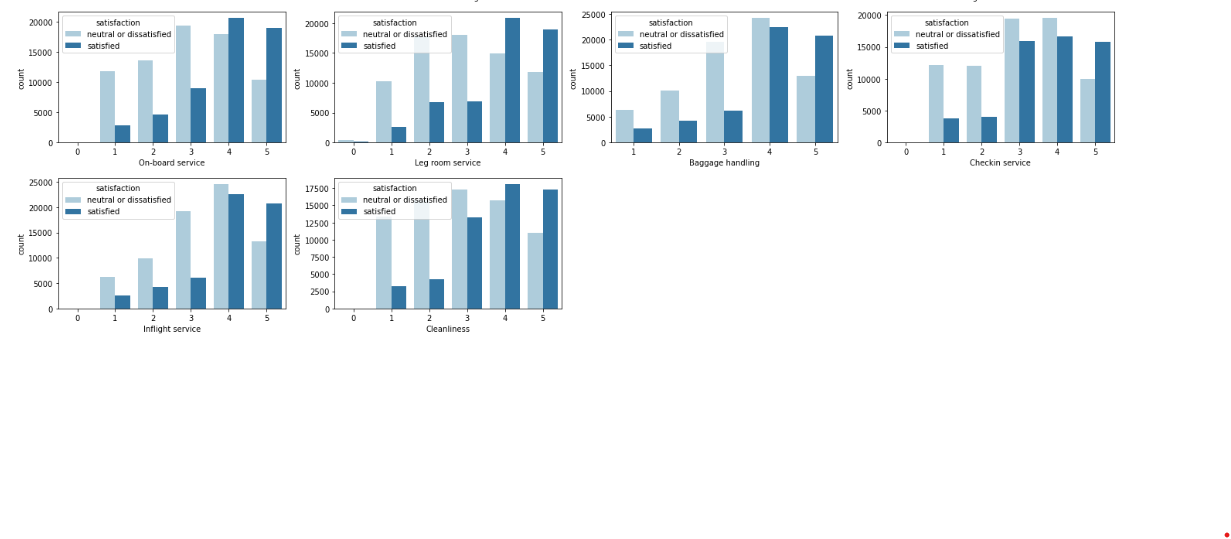 satisfaction
neutral or dissatisfied
satisfied
count
20000
15000
10000
5000
0
0 1 2 3 4 5
On-board service
satisfaction
neutral or dissatisfied
satisfied
count
20000
15000
10000
5000
0
0 1 2 3 4 5
Leg room service
satisfaction
neutral or dissatisfied
satisfied
count
25000
20000
15000
10000
5000
0
1 2 3 4 5
Baggage handling
satisfaction
neutral or dissatisfied
satisfied
count
20000
15000
10000
5000
0
0 1 2 3 4 5
Checkin service
satisfaction
neutral or dissatisfied
satisfied
count
25000
20000
15000
10000
5000
0
0 1 2 3 4 5
Inflight service
satisfaction
neutral or dissatisfied
satisfied
count
17500
15000
12500
10000
7500
5000
2500
0
0 1 2 3 4 5
Cleanliness